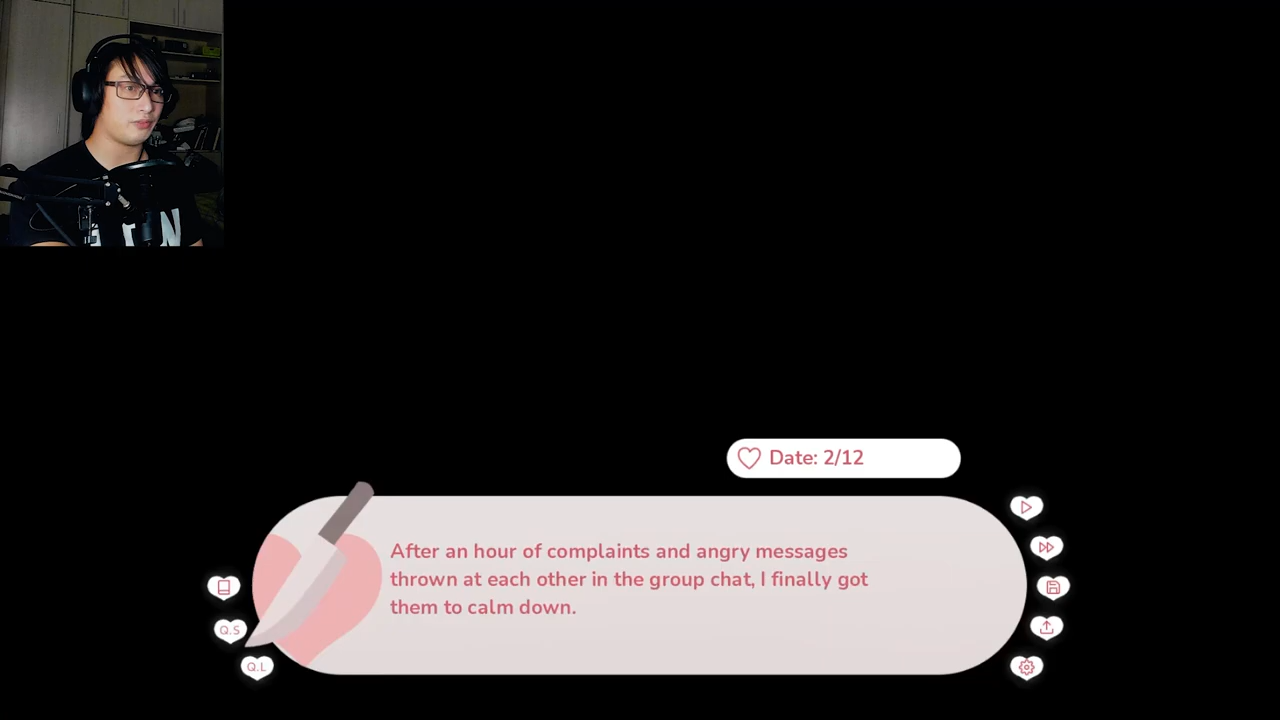 Date: 2/12
After an hour of complaints and angry messages
thrown at each other in the group chat, I finally got
them to calm down.
Q.S
Q.L